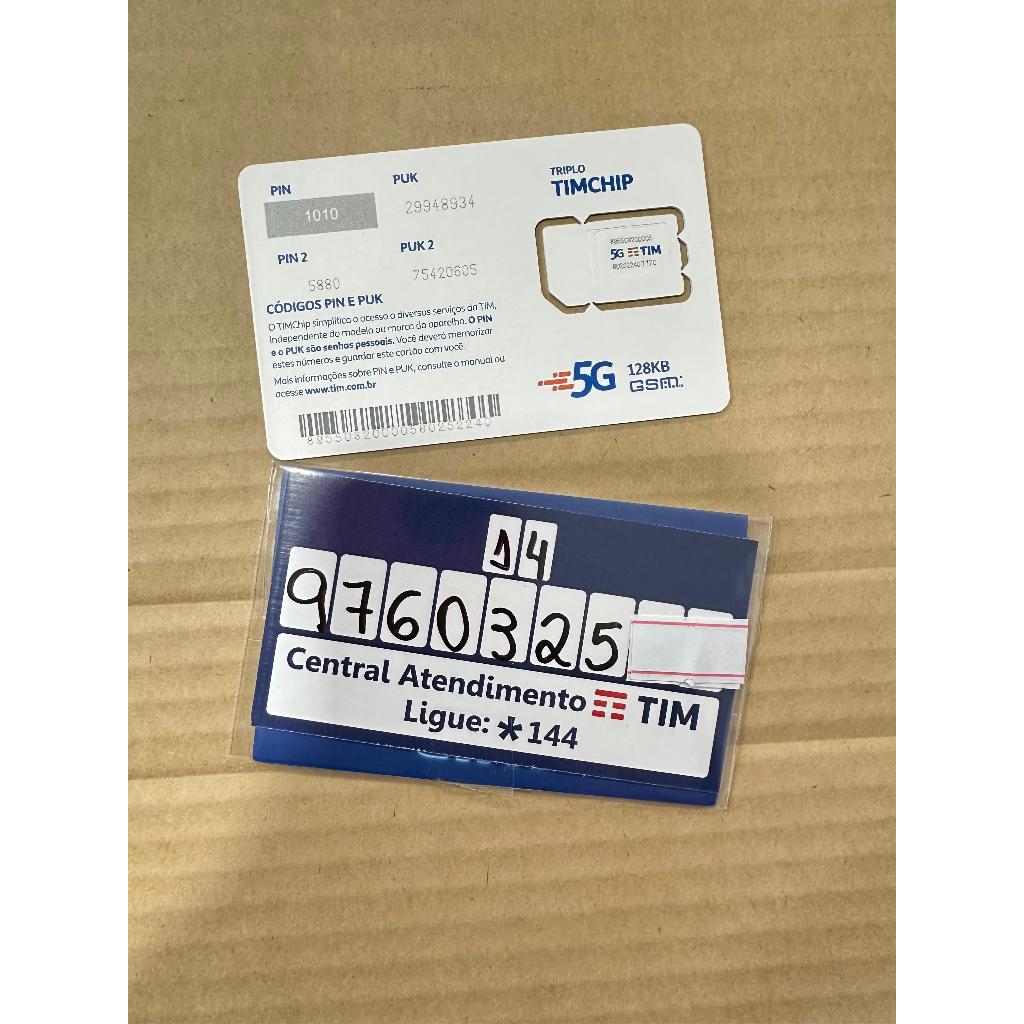 PIN
PUK
1010
29948934
PIN 2
PUK 2
5880
75420605
CÓDIGOS PIN E PUK
O TIMChip simplifica o acesso a diversos serviços da TIM,
independente do modelo ou marca do aparelho. O PIN
e o PUK são senhas pessoais. Você deverá memorizar
estes números e guardar este cartão com você.
Mais informações sobre PIN e PUK, consulte o manual ou
acesse www.tim.com.br
TRIPLO
TIMCHIP
5G TIM
5G 128KB
GSM
14
9760325
Central Atendimento TIM
Ligue: *144